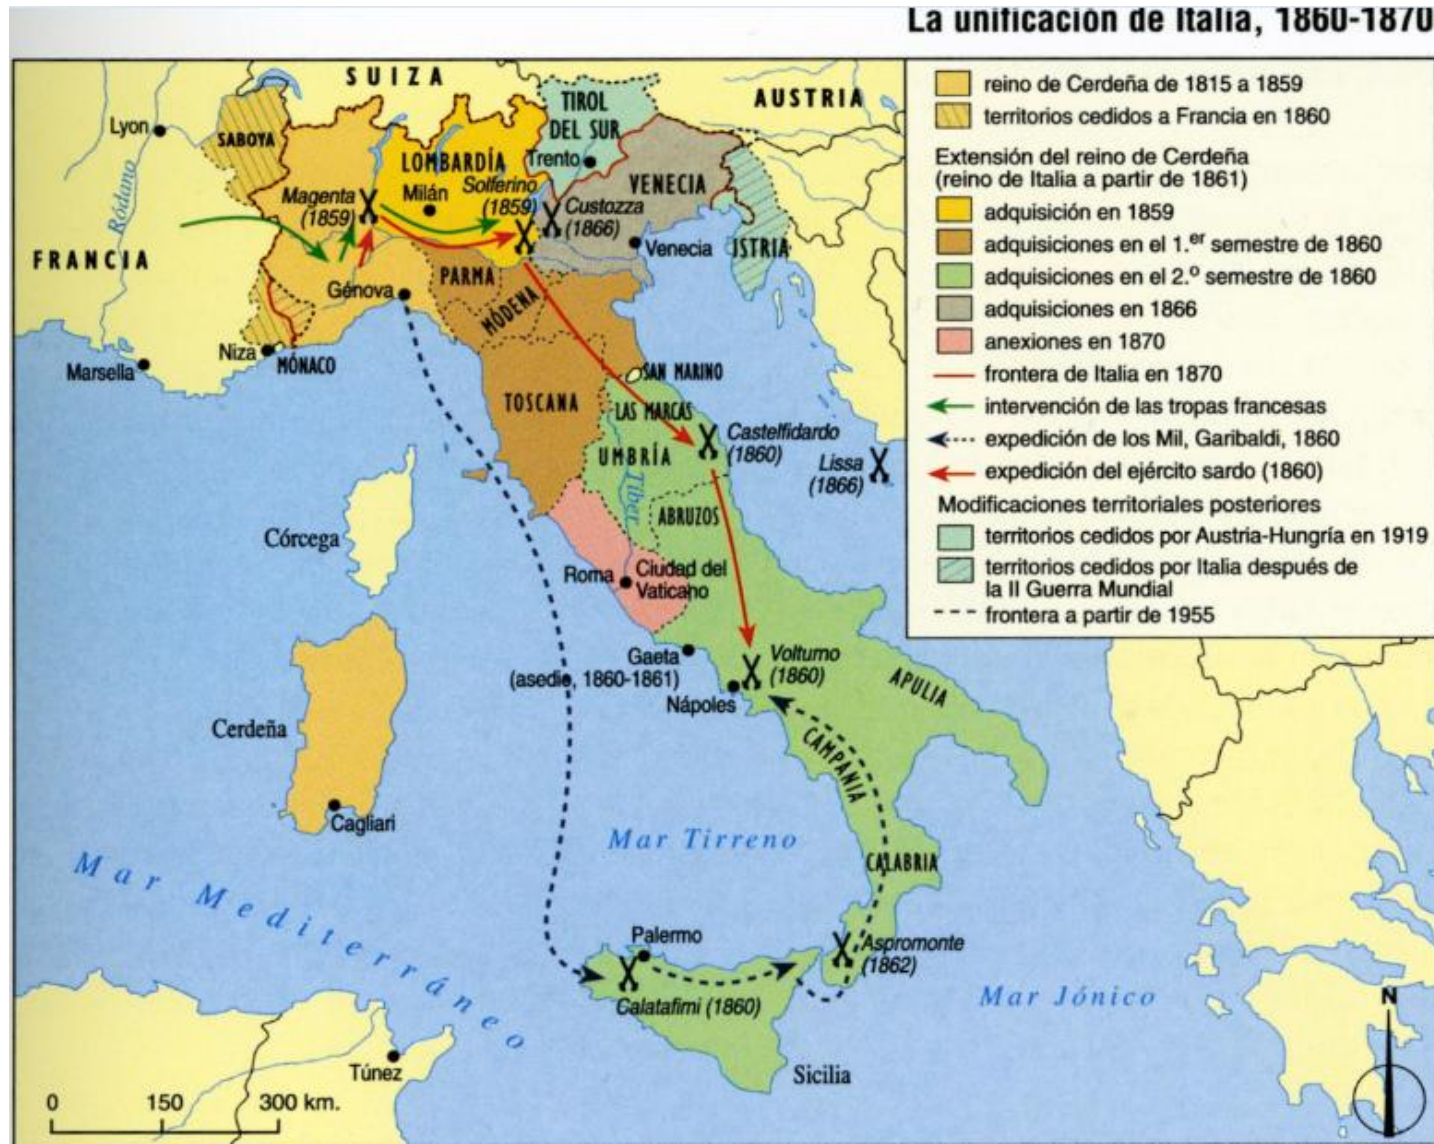 La unificación de Italia, 1860-1870
reino de Cerdeña de 1815 a 1859
territorios cedidos a Francia en 1860
Extensión del reino de Cerdeña
(reino de Italia a partir de 1861)
adquisición en 1859
adquisiciones en el 1.er semestre de 1860
adquisiciones en el 2.o semestre de 1860
adquisiciones en 1866
anexiones en 1870
frontera de Italia en 1870
intervención de las tropas francesas
expedición de los Mil, Garibaldi, 1860
expedición del ejército sardo (1860)
Modificaciones territoriales posteriores
territorios cedidos por Austria-Hungría en 1919
territorios cedidos por Italia después de
la II Guerra Mundial
frontera a partir de 1955
SUIZA
AUSTRIA
TIROL
DEL SUR
Lyon
SABOYA
LOMBARDÍA
Trento
Ródano
Magenta
(1859)
Milán
Solferino
(1859)
VENECIA
Custozza
(1866)
Venecia
ISTRIA
FRANCIA
PARMA
Génova
MÓDENA
Niza
MÓNACO
Marsella
SAN MARINO
TOSCANA
LAS MARCAS
Castelfidardo
(1860)
UMBRÍA
Lissa
(1866)
Tíber
ABRUZOS
Córcega
Roma
Ciudad del
Vaticano
Gaeta
(asedio, 1860-1861)
Volturno
(1860)
Nápoles
APULIA
Cerdeña
CAMPANIA
Cagliari
Mar Tirreno
CALABRIA
Mar Mediterráneo
Palermo
Aspromonte
(1862)
Calatafimi (1860)
Mar Jónico
N
Túnez
Sicilia
0 150 300 km.